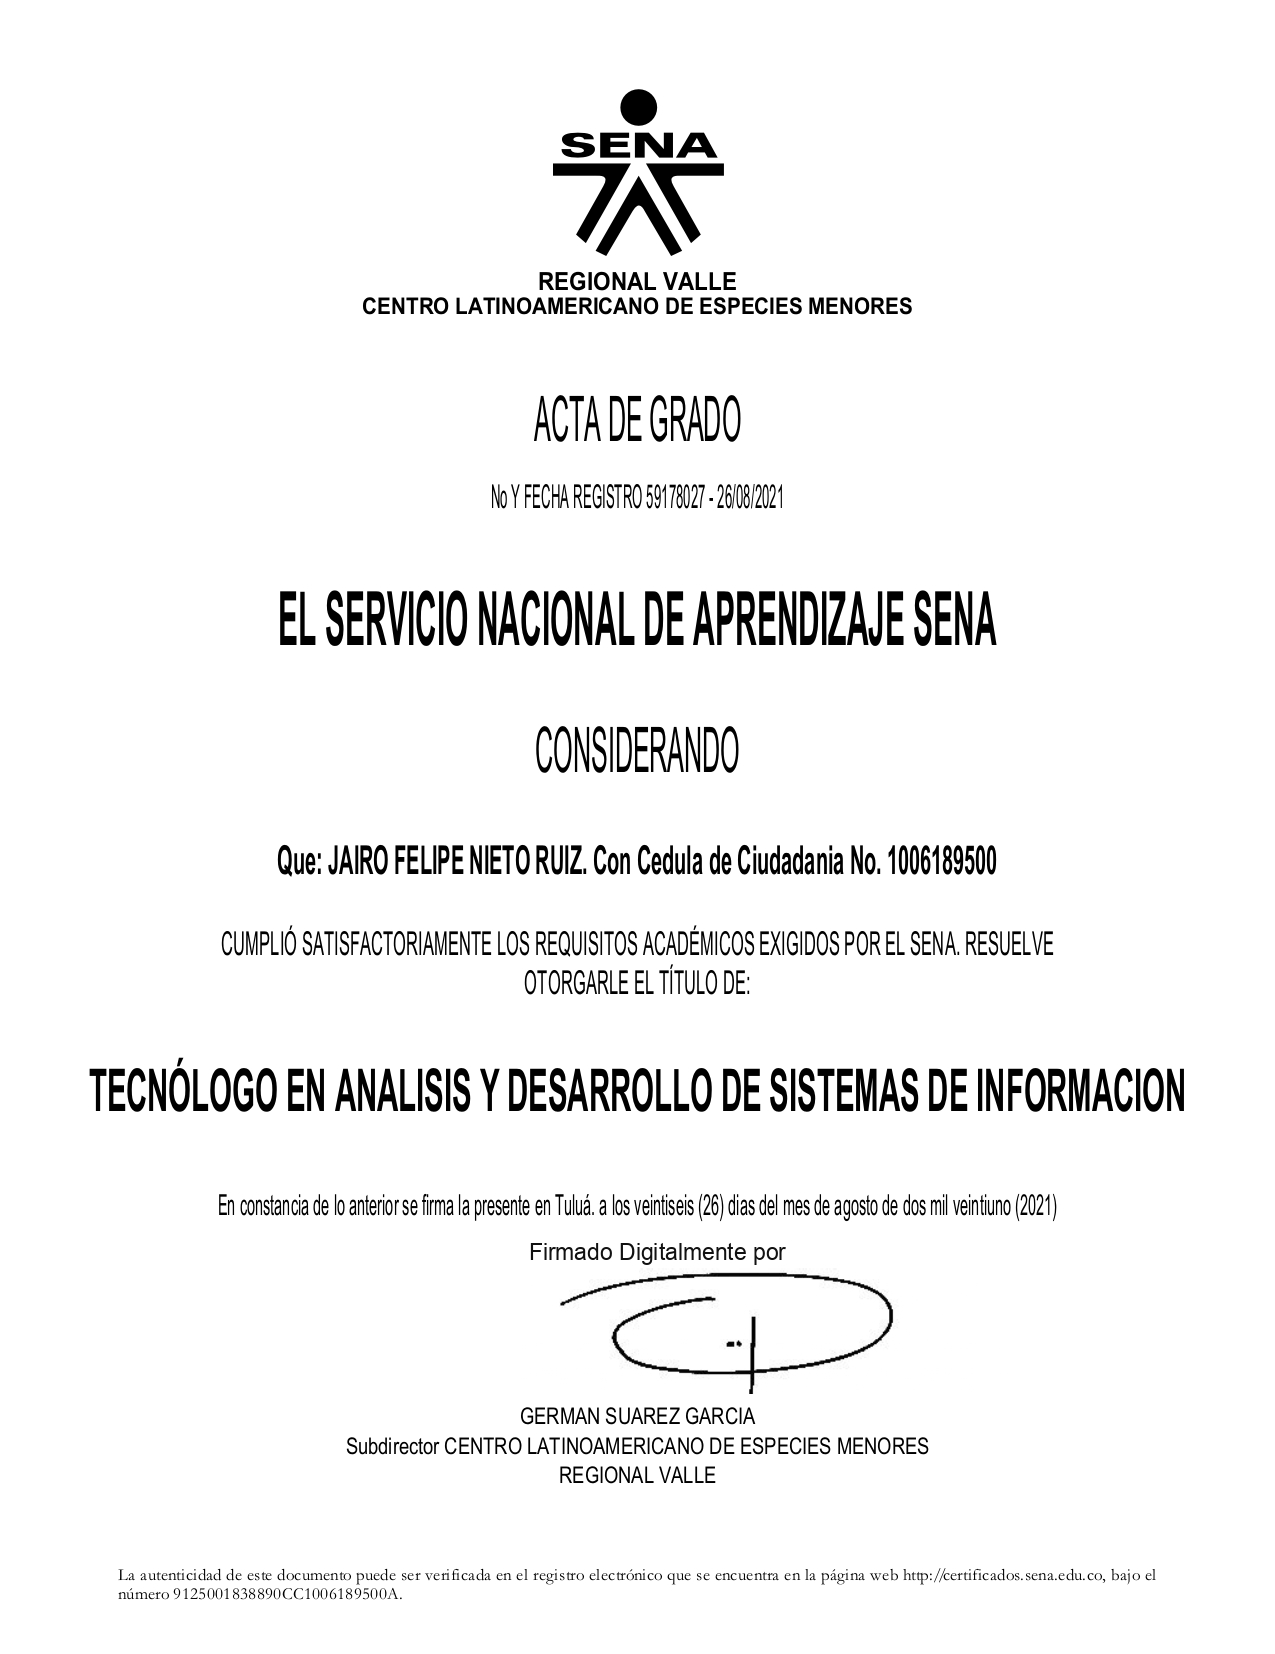 SENA
REGIONAL VALLE
CENTRO LATINOAMERICANO DE ESPECIES MENORES
ACTA DE GRADO
No Y FECHA REGISTRO 59178027 - 26/08/2021
EL SERVICIO NACIONAL DE APRENDIZAJE SENA
CONSIDERANDO
Que: JAIRO FELIPE NIETO RUIZ. Con Cedula de Ciudadania No. 1006189500
CUMPLIÓ SATISFACTORIAMENTE LOS REQUISITOS ACADÉMICOS EXIGIDOS POR EL SENA. RESUELVE
OTORGARLE EL TÍTULO DE:
TECNÓLOGO EN ANALISIS Y DESARROLLO DE SISTEMAS DE INFORMACION
En constancia de lo anterior se firma la presente en Tuluá. a los veintiseis (26) dias del mes de agosto de dos mil veintiuno (2021)
Firmado Digitalmente por
GERMAN SUAREZ GARCIA
Subdirector CENTRO LATINOAMERICANO DE ESPECIES MENORES
REGIONAL VALLE
La autenticidad de este documento puede ser verificada en el registro electrónico que se encuentra en la página web http://certificados.sena.edu.co, bajo el
número 9125001838890CC1006189500A.